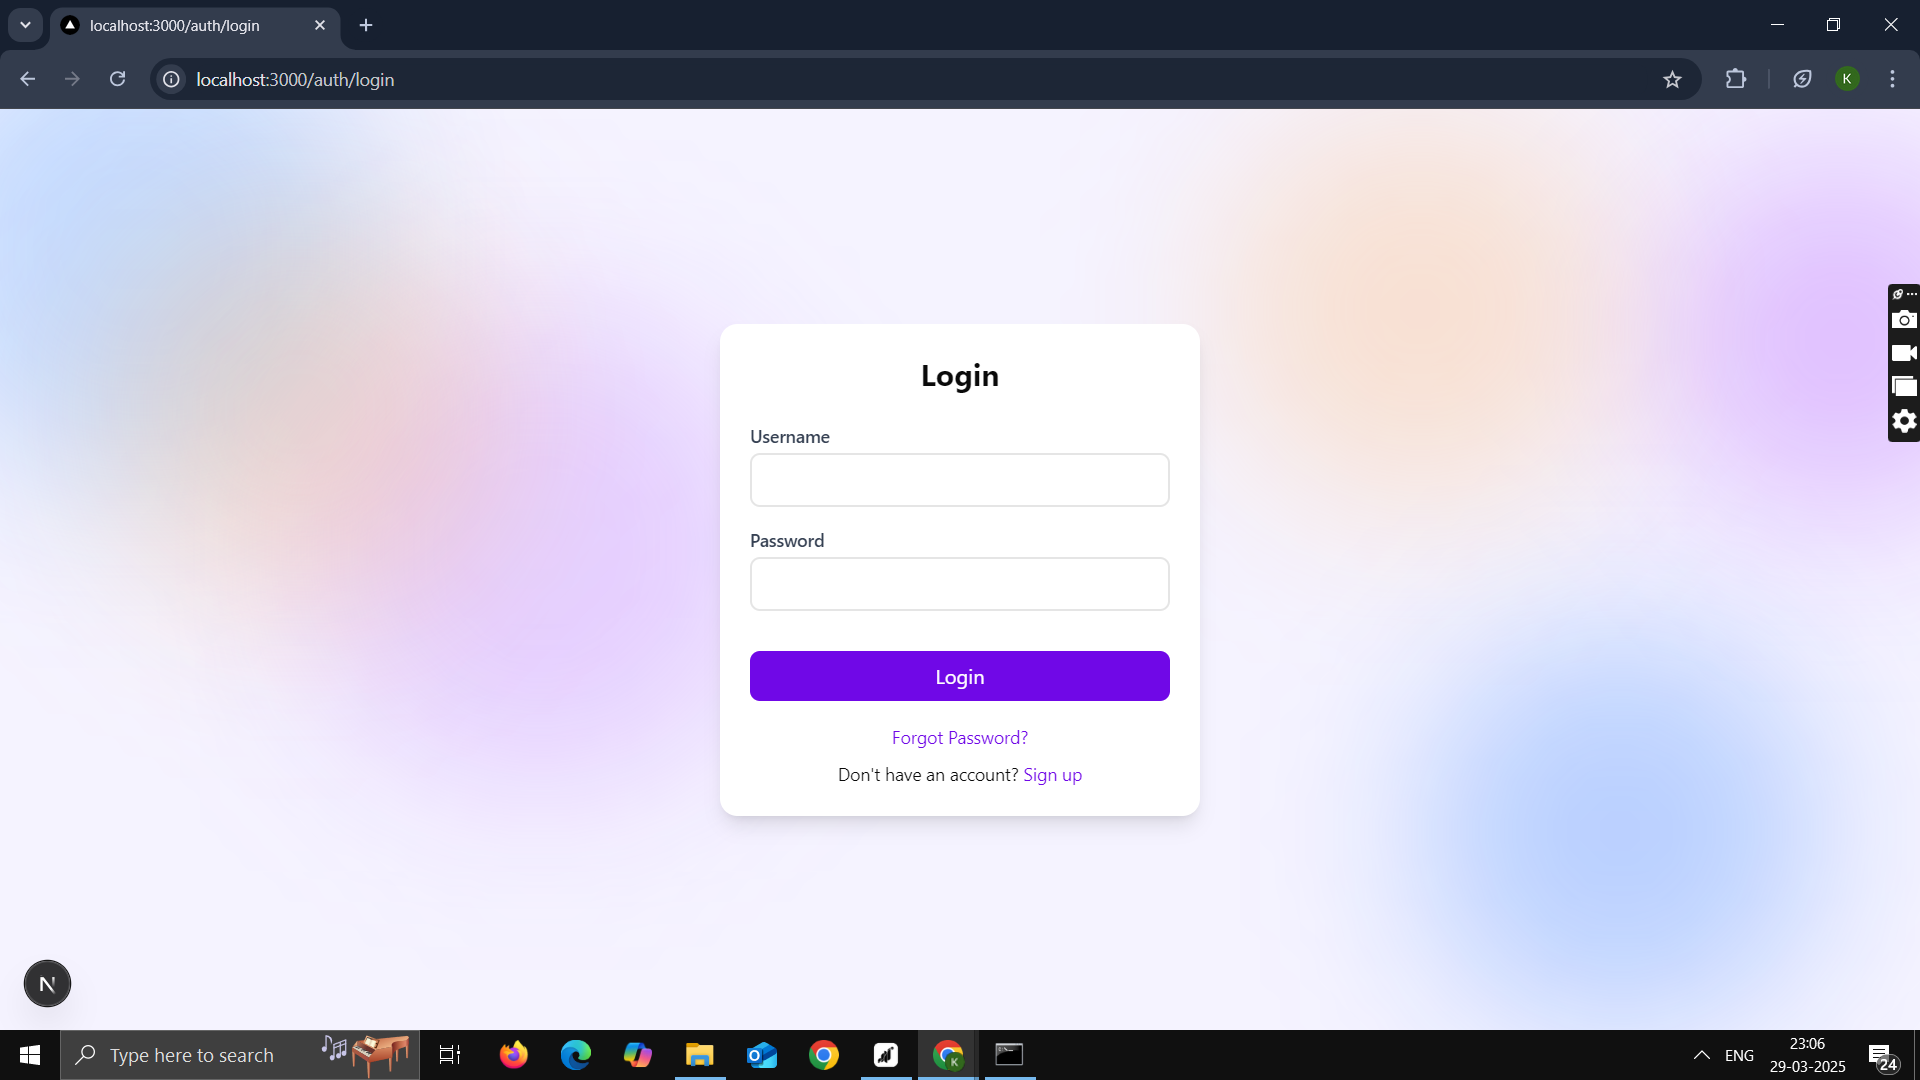 localhost:3000/auth/login
localhost:3000/auth/login
K
Login
Username
Password
Login
Forgot Password?
Don't have an account? Sign up
N
Type here to search
K
ENG
23:06
29-03-2025
24